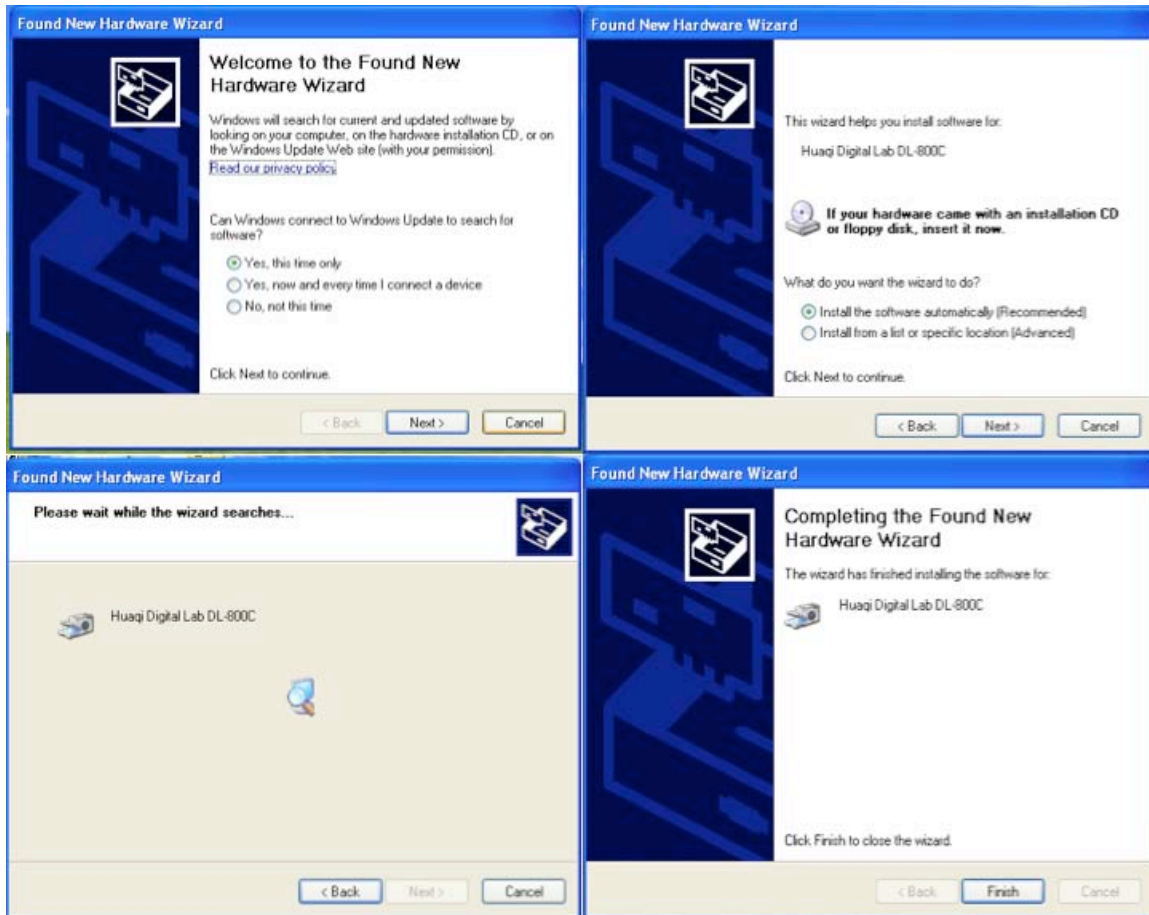 Found New Hardware Wizard
Welcome to the Found New
Hardware Wizard
Windows will search for current and updated software by
looking on your computer, on the hardware installation CD, or on
the Windows Update Web site (with your permission).
Read our privacy policy
Can Windows connect to Windows Update to search for
software?
Yes, this time only
Yes, now and every time I connect a device
No, not this time
Click Next to continue.
< Back
Next >
Cancel
Found New Hardware Wizard
This wizard helps you install software for:
Huaqi Digital Lab DL-800C
If your hardware came with an installation CD
or floppy disk, insert it now.
What do you want the wizard to do?
Install the software automatically (Recommended)
Install from a list or specific location (Advanced)
Click Next to continue.
< Back
Next >
Cancel
Found New Hardware Wizard
Please wait while the wizard searches...
Huaqi Digital Lab DL-800C
< Back
Next >
Cancel
Found New Hardware Wizard
Completing the Found New
Hardware Wizard
The wizard has finished installing the software for:
Huaqi Digital Lab DL-800C
Click Finish to close the wizard.
< Back
Finish
Cancel